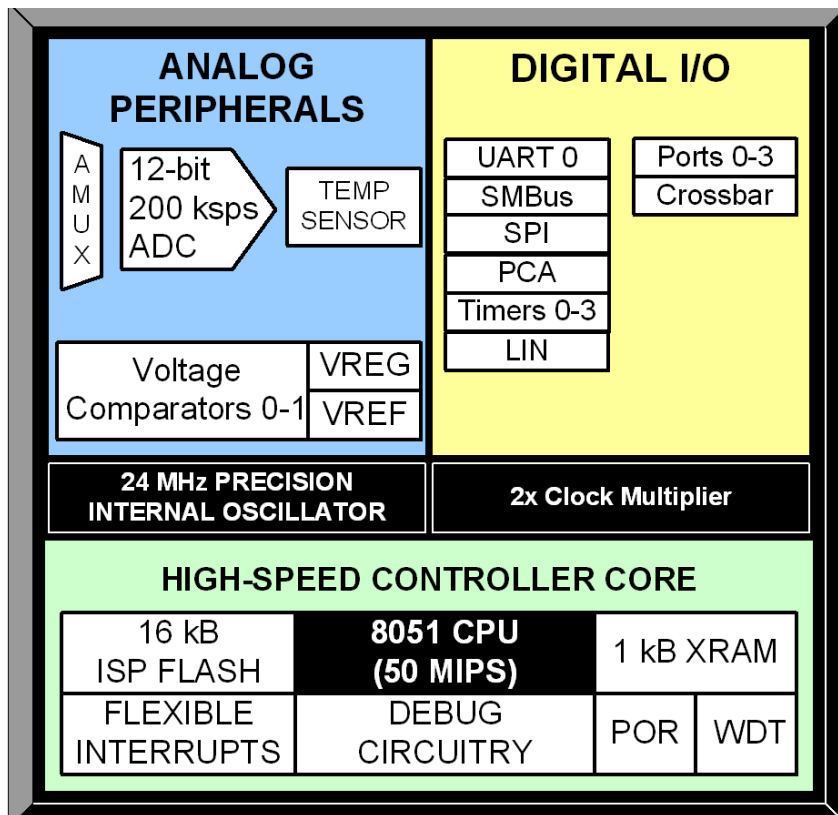 ANALOG
PERIPHERALS
A
M
U
X
12-bit
200 ksps
ADC
TEMP
SENSOR
Voltage
Comparators 0-1
VREG
VREF
DIGITAL I/O
UART 0
SMBus
SPI
PCA
Timers 0-3
LIN
Ports 0-3
Crossbar
24 MHz PRECISION
INTERNAL OSCILLATOR
2x Clock Multiplier
HIGH-SPEED CONTROLLER CORE
16 kB
ISP FLASH
8051 CPU
(50 MIPS)
1 kB XRAM
FLEXIBLE
INTERRUPTS
DEBUG
CIRCUITRY
POR
WDT